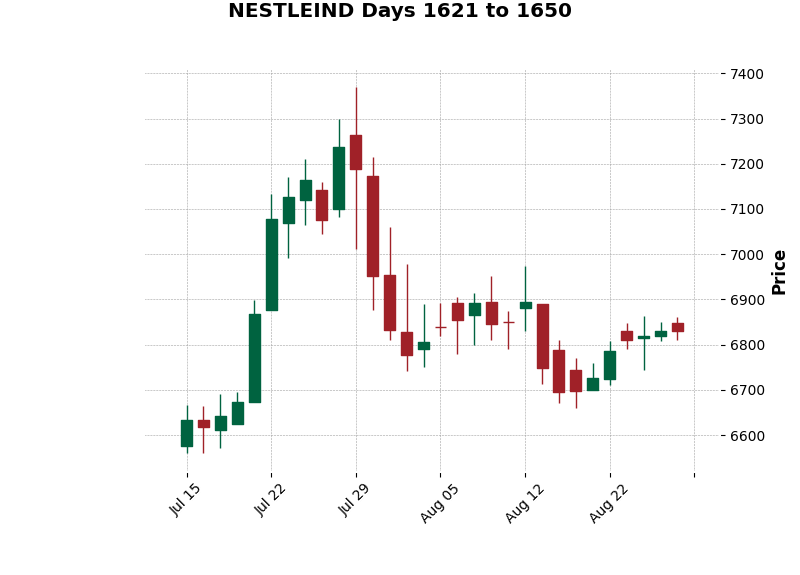 NESTLEIND Days 1621 to 1650
7400
7300
7200
7100
7000
6900
6800
6700
6600
Price
Jul 15
Jul 22
Jul 29
Aug 05
Aug 12
Aug 22